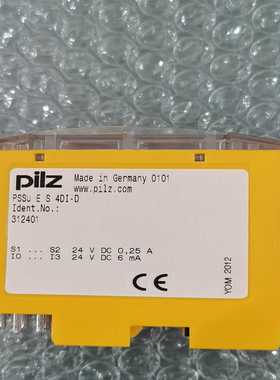 pilz
Made in Germany 0101
www.pilz.com
PSSu E S 4DI-D
Ident.No.:
312401
S1 ... S2 24 V DC 0,25 A
I0 ... I3 24 V DC 6 mA
CE
YOM 2012